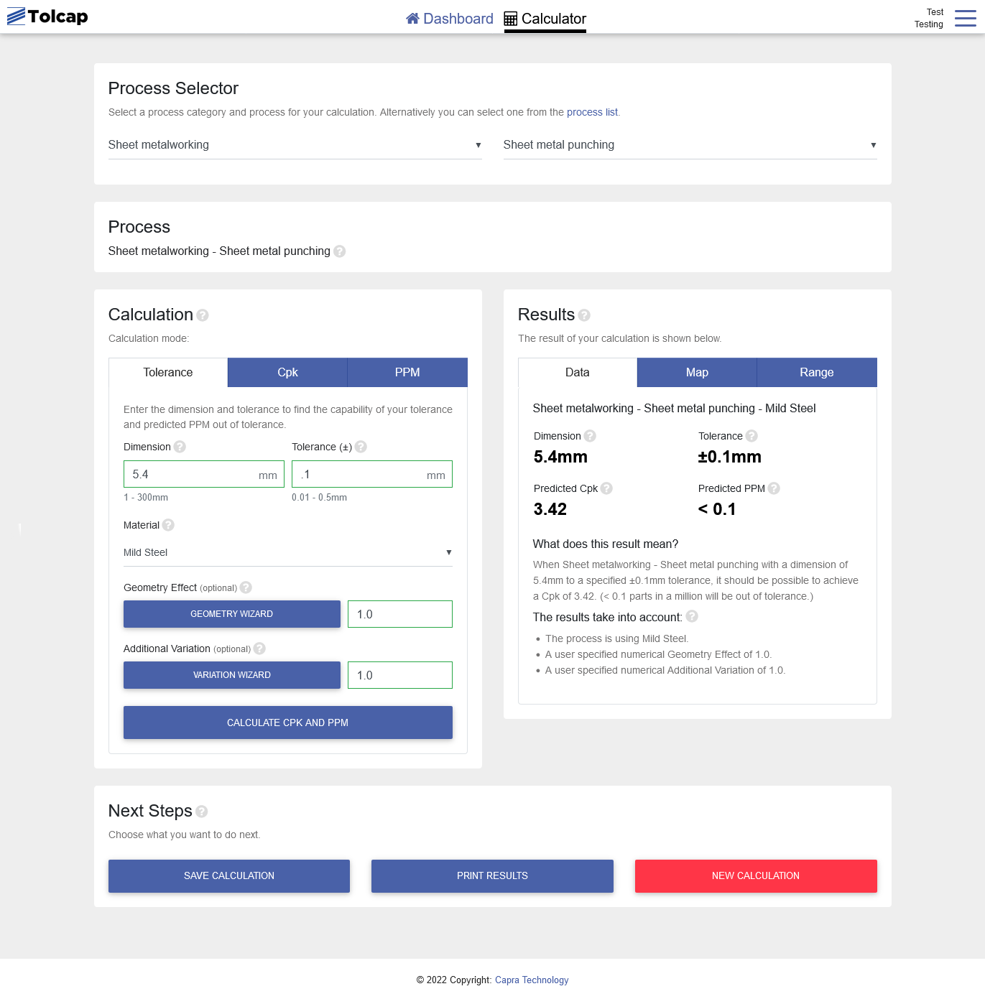 Tolcap
Dashboard
Calculator
Test
Testing
Process Selector
Select a process category and process for your calculation. Alternatively you can select one from the process list.
Sheet metalworking ▼
Sheet metal punching ▼
Process
Sheet metalworking - Sheet metal punching ?
Calculation ?
Calculation mode:
Tolerance Cpk PPM
Enter the dimension and tolerance to find the capability of your tolerance
and predicted PPM out of tolerance.
Dimension ? Tolerance (±) ?
5.4 mm .1 mm
1 - 300mm 0.01 - 0.5mm
Material ?
Mild Steel ▼
Geometry Effect (optional) ?
GEOMETRY WIZARD 1.0
Additional Variation (optional) ?
VARIATION WIZARD 1.0
CALCULATE CPK AND PPM
Results ?
The result of your calculation is shown below.
Data Map Range
Sheet metalworking - Sheet metal punching - Mild Steel
Dimension ? Tolerance ?
5.4mm ±0.1mm
Predicted Cpk ? Predicted PPM ?
3.42 < 0.1
What does this result mean?
When Sheet metalworking - Sheet metal punching with a dimension of
5.4mm to a specified ±0.1mm tolerance, it should be possible to achieve
a Cpk of 3.42. (< 0.1 parts in a million will be out of tolerance.)
The results take into account: ?
• The process is using Mild Steel.
• A user specified numerical Geometry Effect of 1.0.
• A user specified numerical Additional Variation of 1.0.
Next Steps ?
Choose what you want to do next.
SAVE CALCULATION PRINT RESULTS NEW CALCULATION
© 2022 Copyright: Capra Technology